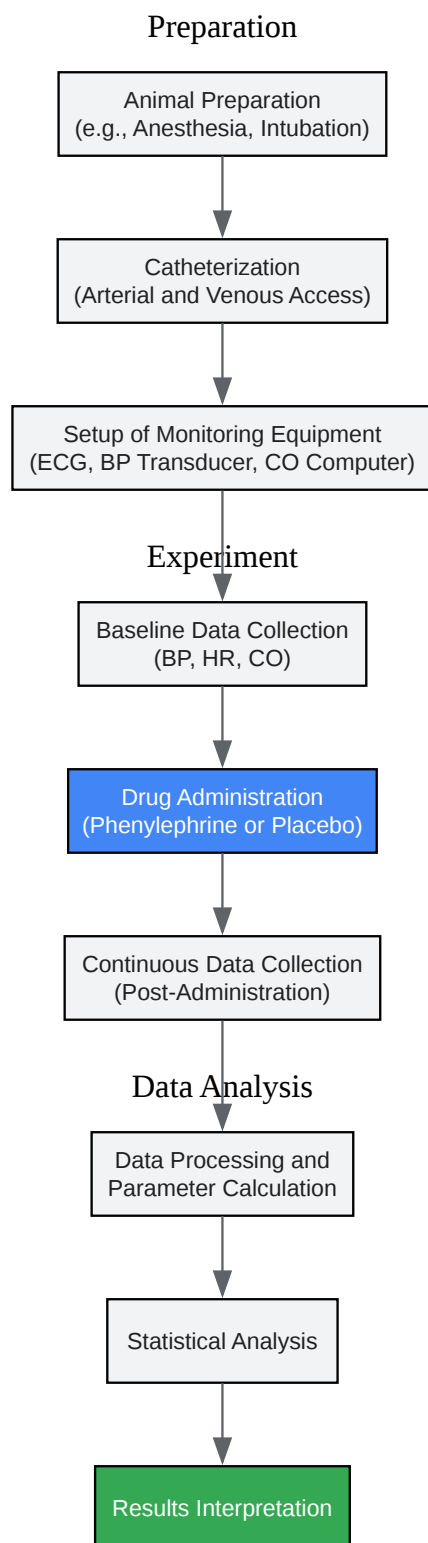 Preparation
Animal Preparation
(e.g., Anesthesia, Intubation)
Catheterization
(Arterial and Venous Access)
Setup of Monitoring Equipment
(ECG, BP Transducer, CO Computer)
Experiment
Baseline Data Collection
(BP, HR, CO)
Drug Administration
(Phenylephrine or Placebo)
Continuous Data Collection
(Post-Administration)
Data Analysis
Data Processing and
Parameter Calculation
Statistical Analysis
Results Interpretation